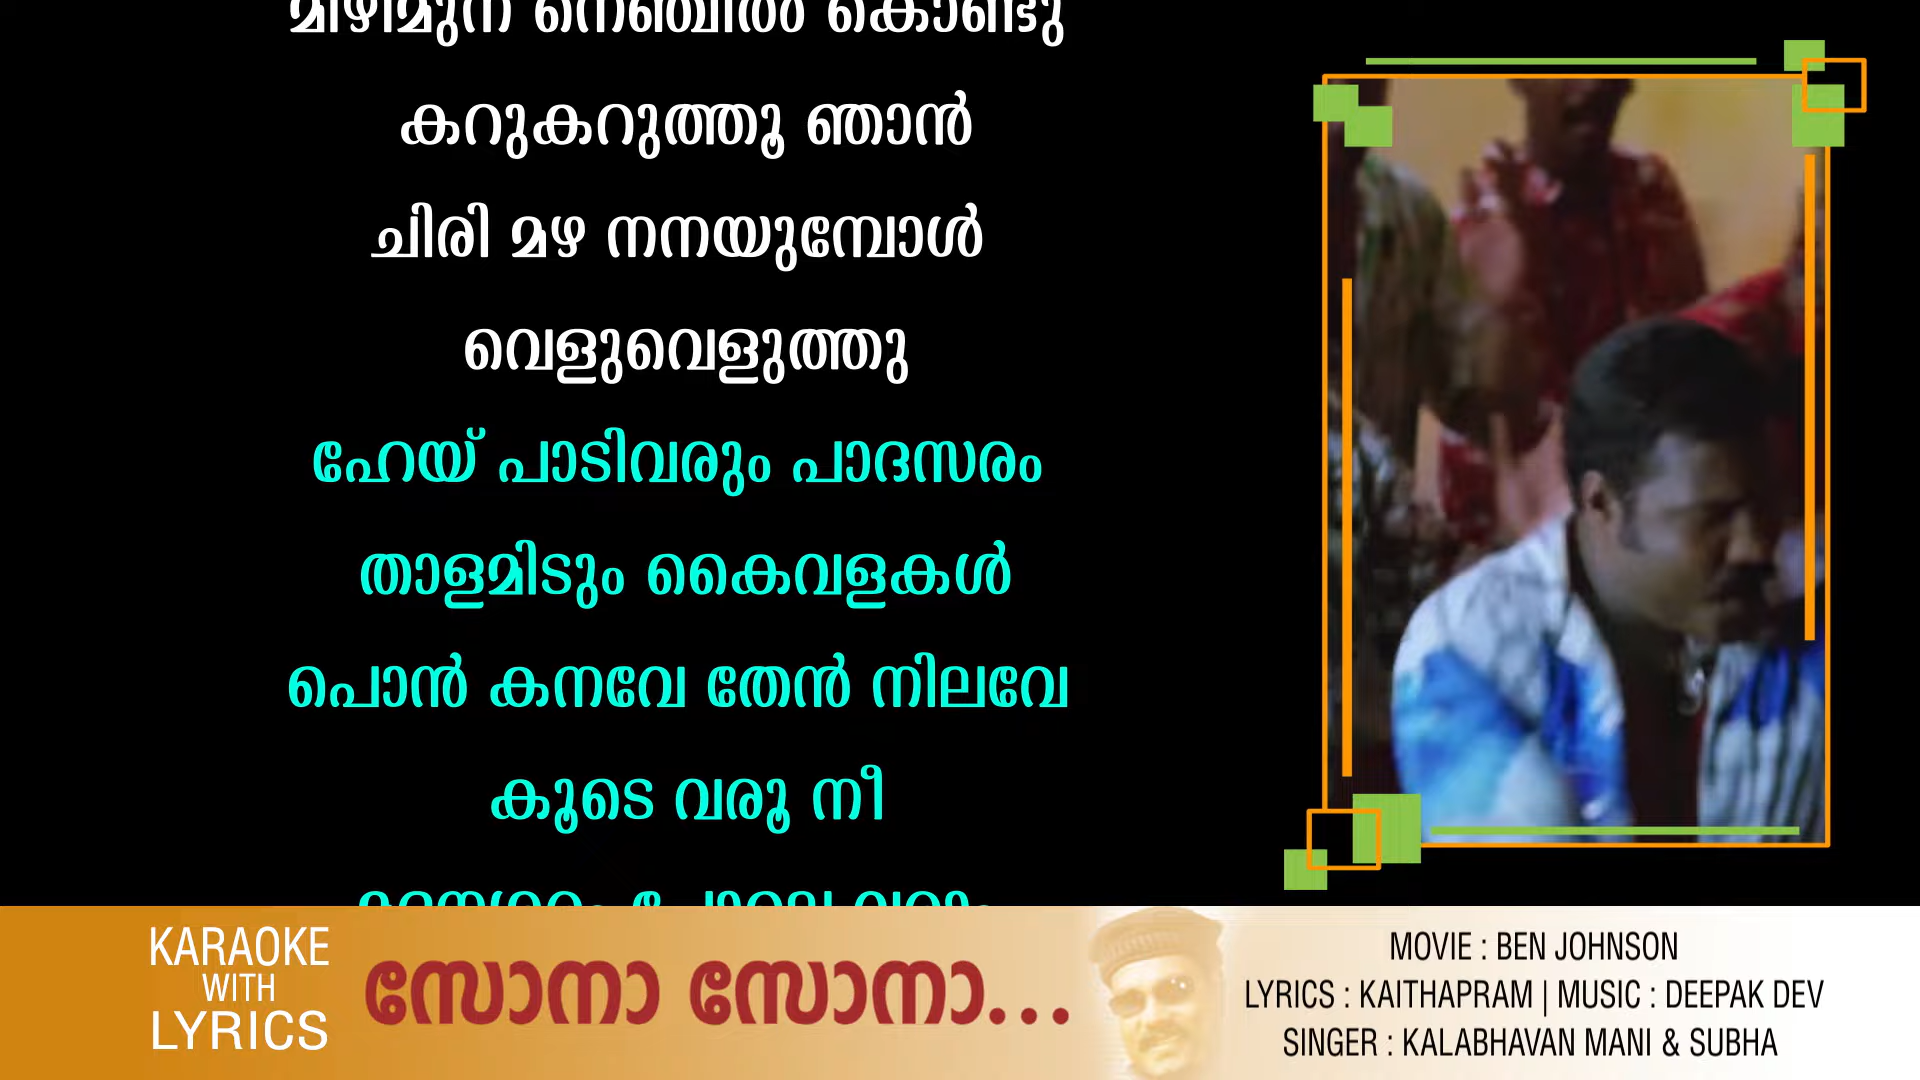 മിഴിമുന നെഞ്ചിൽ കൊണ്ടു
കറുകറുത്തൂ ഞാൻ
ചിരി മഴ നനയുമ്പോൾ
വെളുവെളുത്തു
ഹേയ് പാടിവരും പാദസരം
താളമിടും കൈവളകൾ
പൊൻ കനവേ തേൻ നിലവേ
കൂടെ വരൂ നീ
KARAOKE
WITH
LYRICS
സോനാ സോനാ...
MOVIE : BEN JOHNSON
LYRICS : KAITHAPRAM | MUSIC : DEEPAK DEV
SINGER : KALABHAVAN MANI & SUBHA